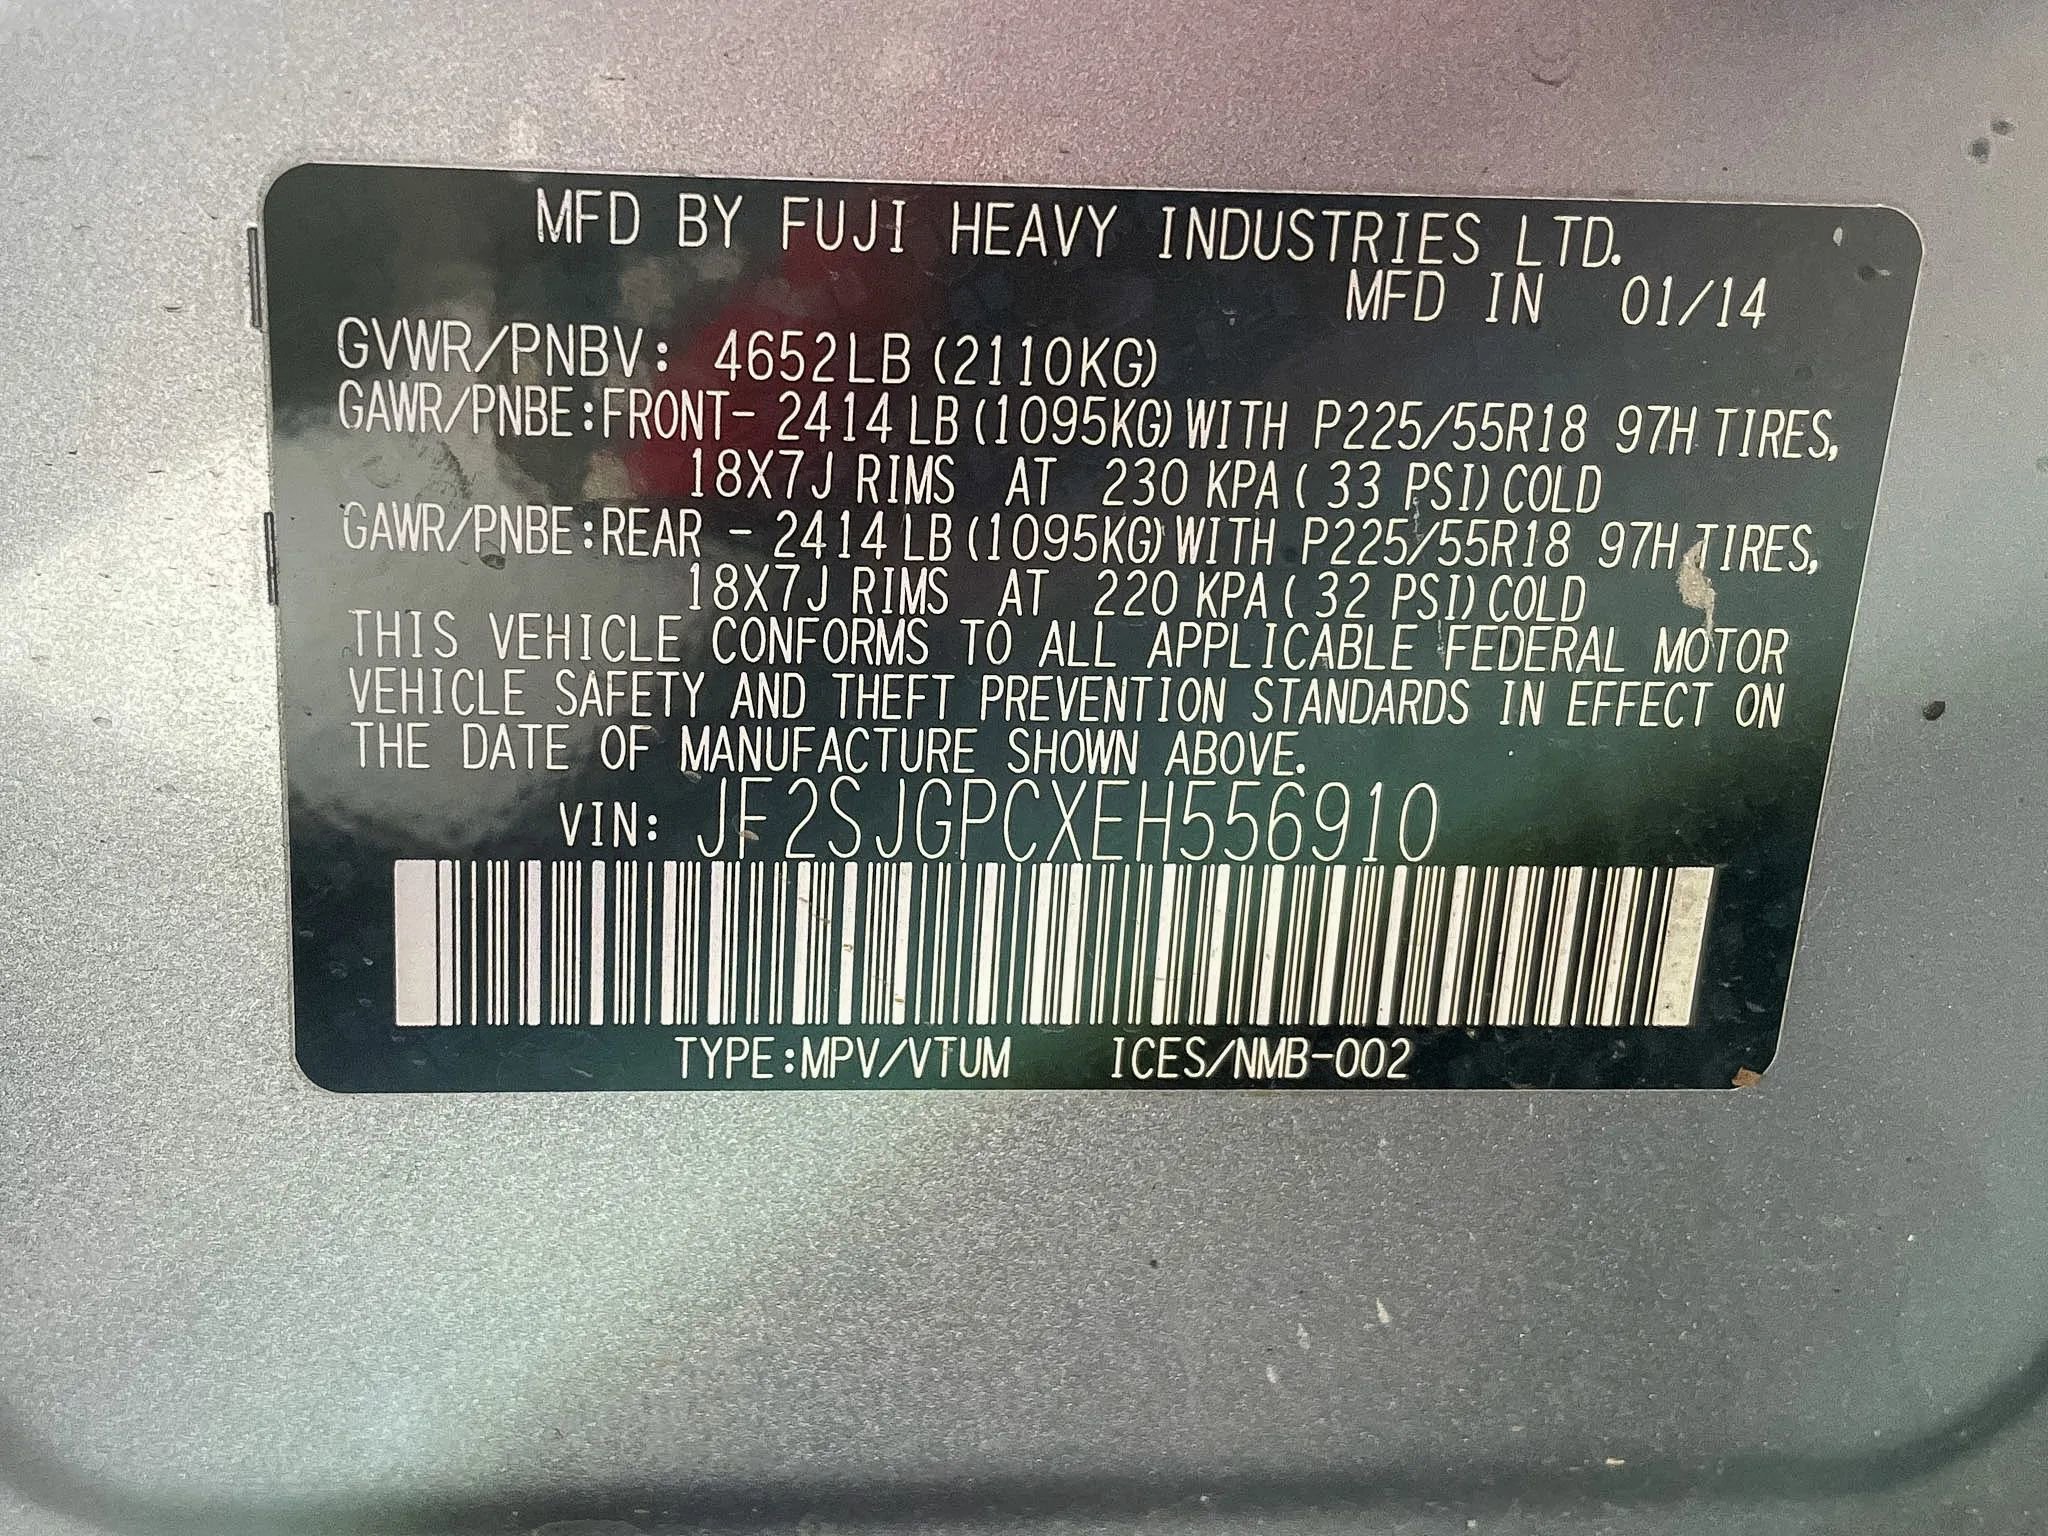 MFD BY FUJI HEAVY INDUSTRIES LTD.
MFD IN 01/14
GVWR/PNBV: 4652LB (2110KG)
GAWR/PNBE:FRONT- 2414 LB (1095KG) WITH P225/55R18 97H TIRES,
18X7J RIMS AT 230 KPA ( 33 PSI) COLD
GAWR/PNBE:REAR - 2414 LB (1095KG) WITH P225/55R18 97H TIRES,
18X7J RIMS AT 220 KPA ( 32 PSI) COLD
THIS VEHICLE CONFORMS TO ALL APPLICABLE FEDERAL MOTOR
VEHICLE SAFETY AND THEFT PREVENTION STANDARDS IN EFFECT ON
THE DATE OF MANUFACTURE SHOWN ABOVE.
VIN: JF2SJGPCXEH556910
TYPE:MPV/VTUM ICES/NMB-002